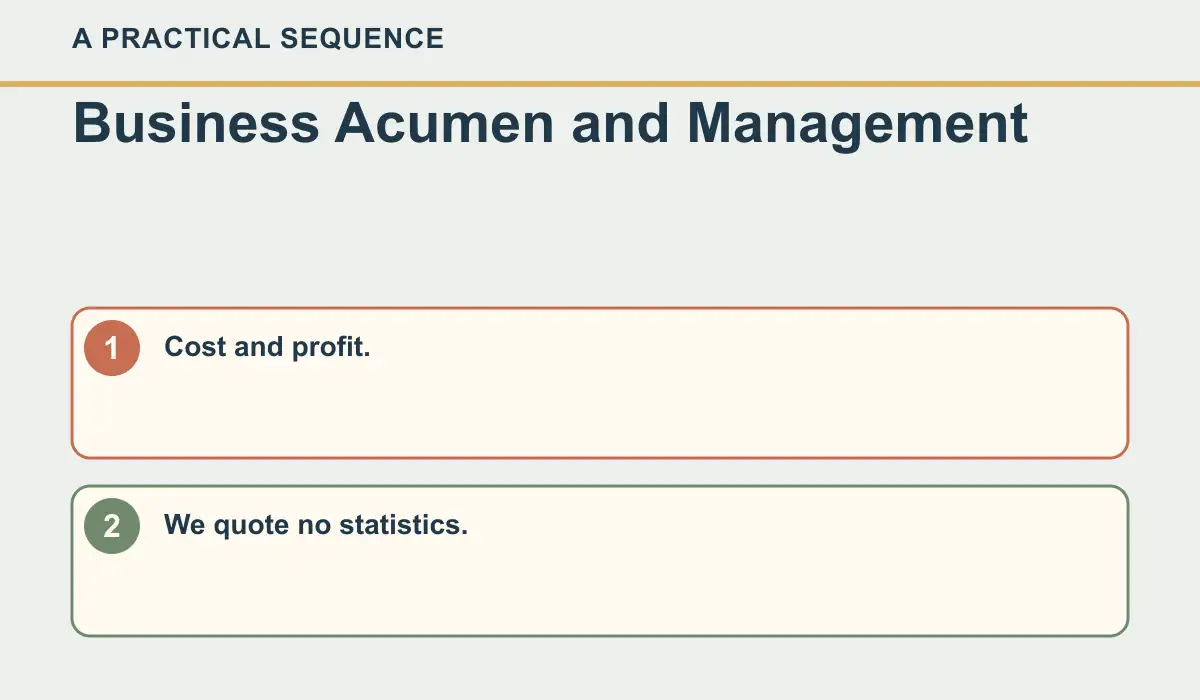 A PRACTICAL SEQUENCE
Business Acumen and Management
1
Cost and profit.
2
We quote no statistics.